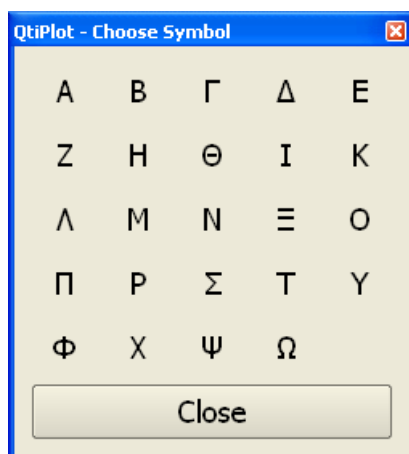 QtiPlot - Choose Symbol
Α Β Γ Δ Ε
Ζ Η Θ Ι Κ
Λ Μ Ν Ξ Ο
Π Ρ Σ Τ Υ
Φ Χ Ψ Ω
Close